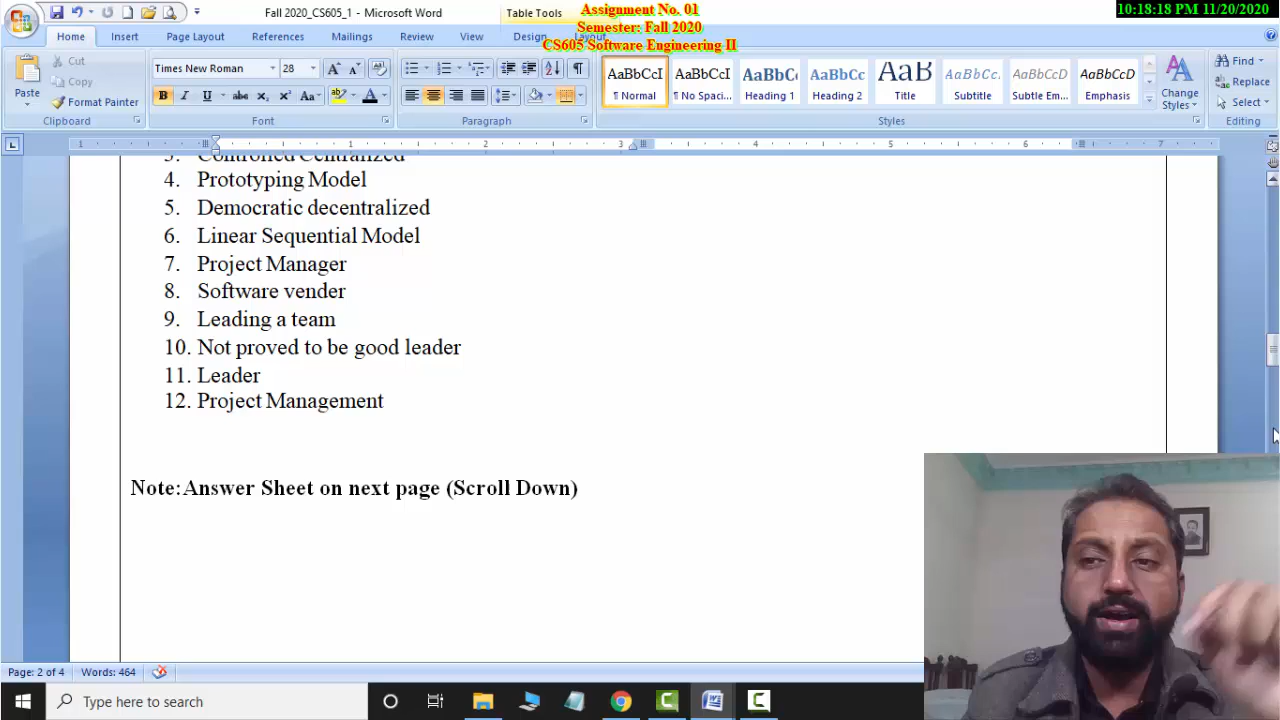 Fall 2020_CS605_1 - Microsoft Word
Table Tools
Assignment No. 01
Semester: Fall 2020
CS605 Software Engineering II
10:18:18 PM 11/20/2020
Home Insert Page Layout References Mailings Review View Design Layout
Paste
Cut
Copy
Format Painter
Clipboard
Times New Roman 28
Font
Paragraph
AaBbCcI AaBbCcI AaBbCc AaBbCc AaB AaBbCc. AaBbCcD AaBbCcD
¶ Normal ¶ No Spaci... Heading 1 Heading 2 Title Subtitle Subtle Em... Emphasis
Styles
Change Styles
Find
Replace
Select
Editing
3. Controlled Centralized
4. Prototyping Model
5. Democratic decentralized
6. Linear Sequential Model
7. Project Manager
8. Software vender
9. Leading a team
10. Not proved to be good leader
11. Leader
12. Project Management
Note:Answer Sheet on next page (Scroll Down)
Page: 2 of 4 Words: 464
Type here to search